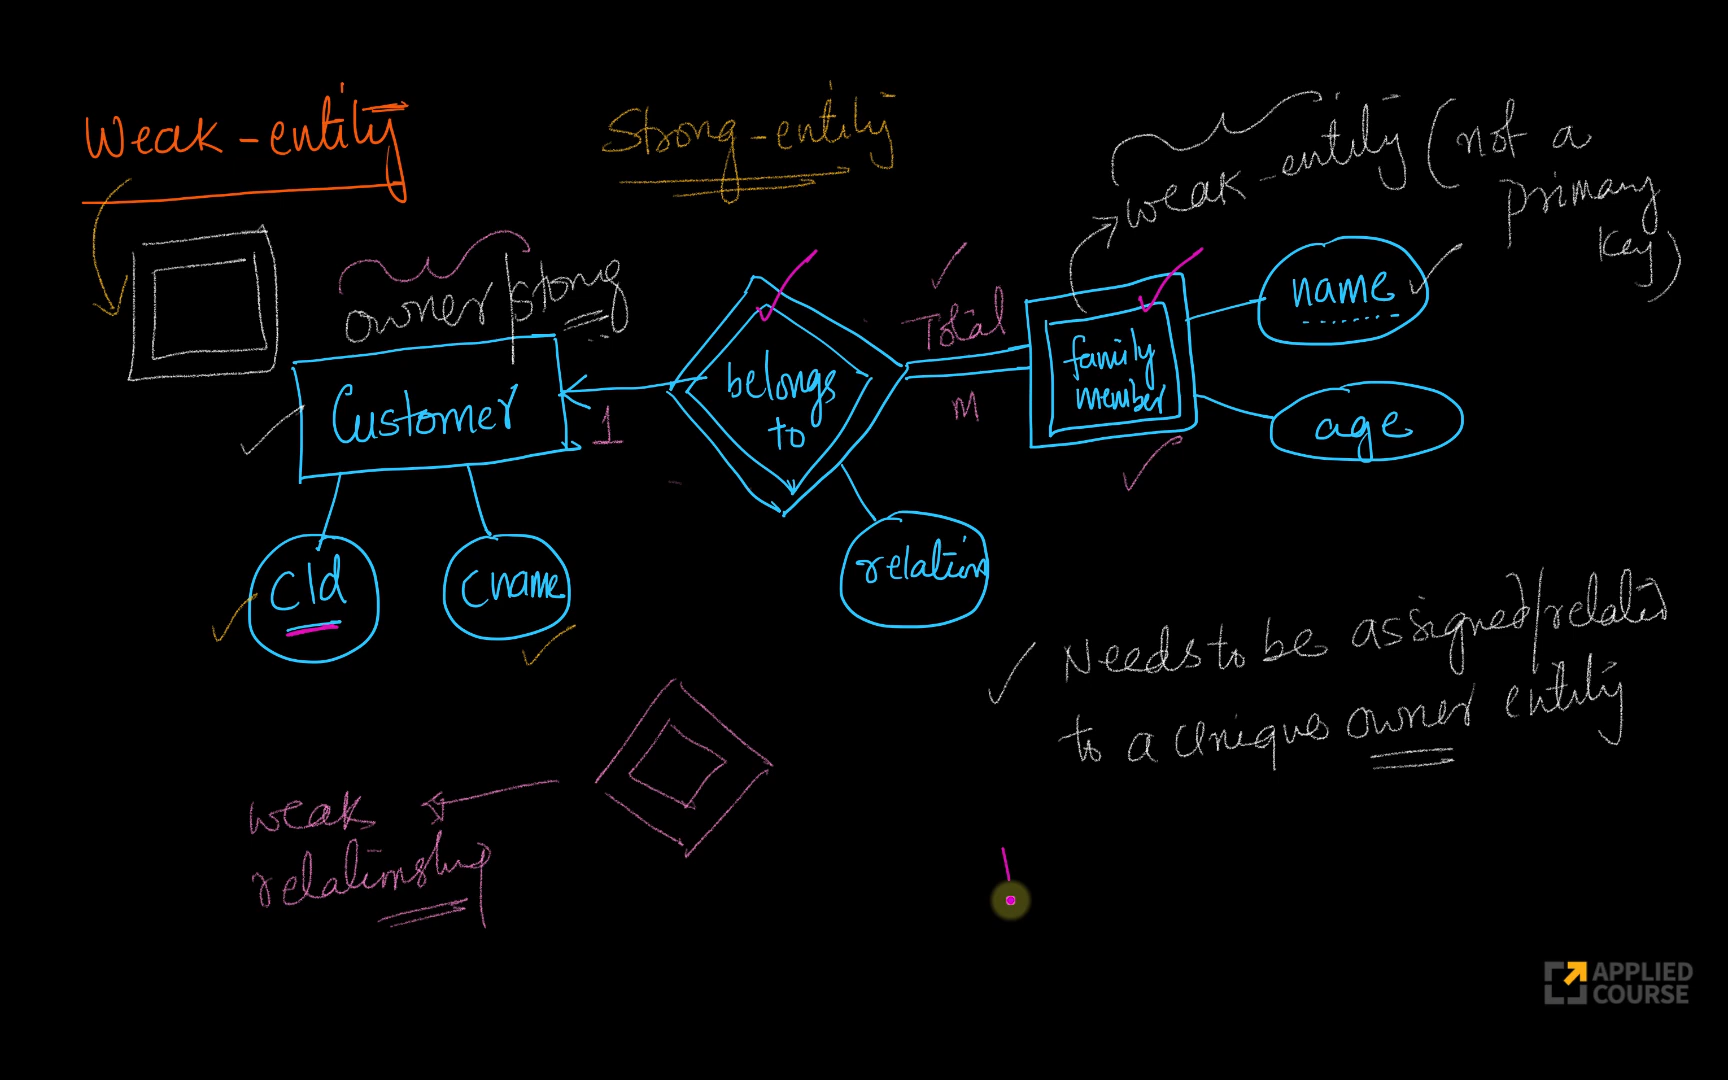 Weak-entity
Strong-entity
weak-entity (not a
primary
key)
owner/stong
Total
name
family
member
belongs
to
Customer
1
M
age
cId
cname
relation
Needs to be assigned/related
to a unique owner entity
weak
relationship
APPLIED
COURSE